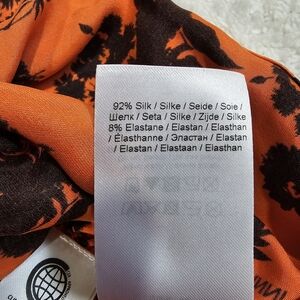 92% Silk / Silke / Seide / Soie /
Шелк / Seta / Silke / Zijde / Silke
8% Elastane / Elastan / Elasthan
/ Élasthanne / Эластан / Elastan
/ Elastan / Elastaan / Elasthan